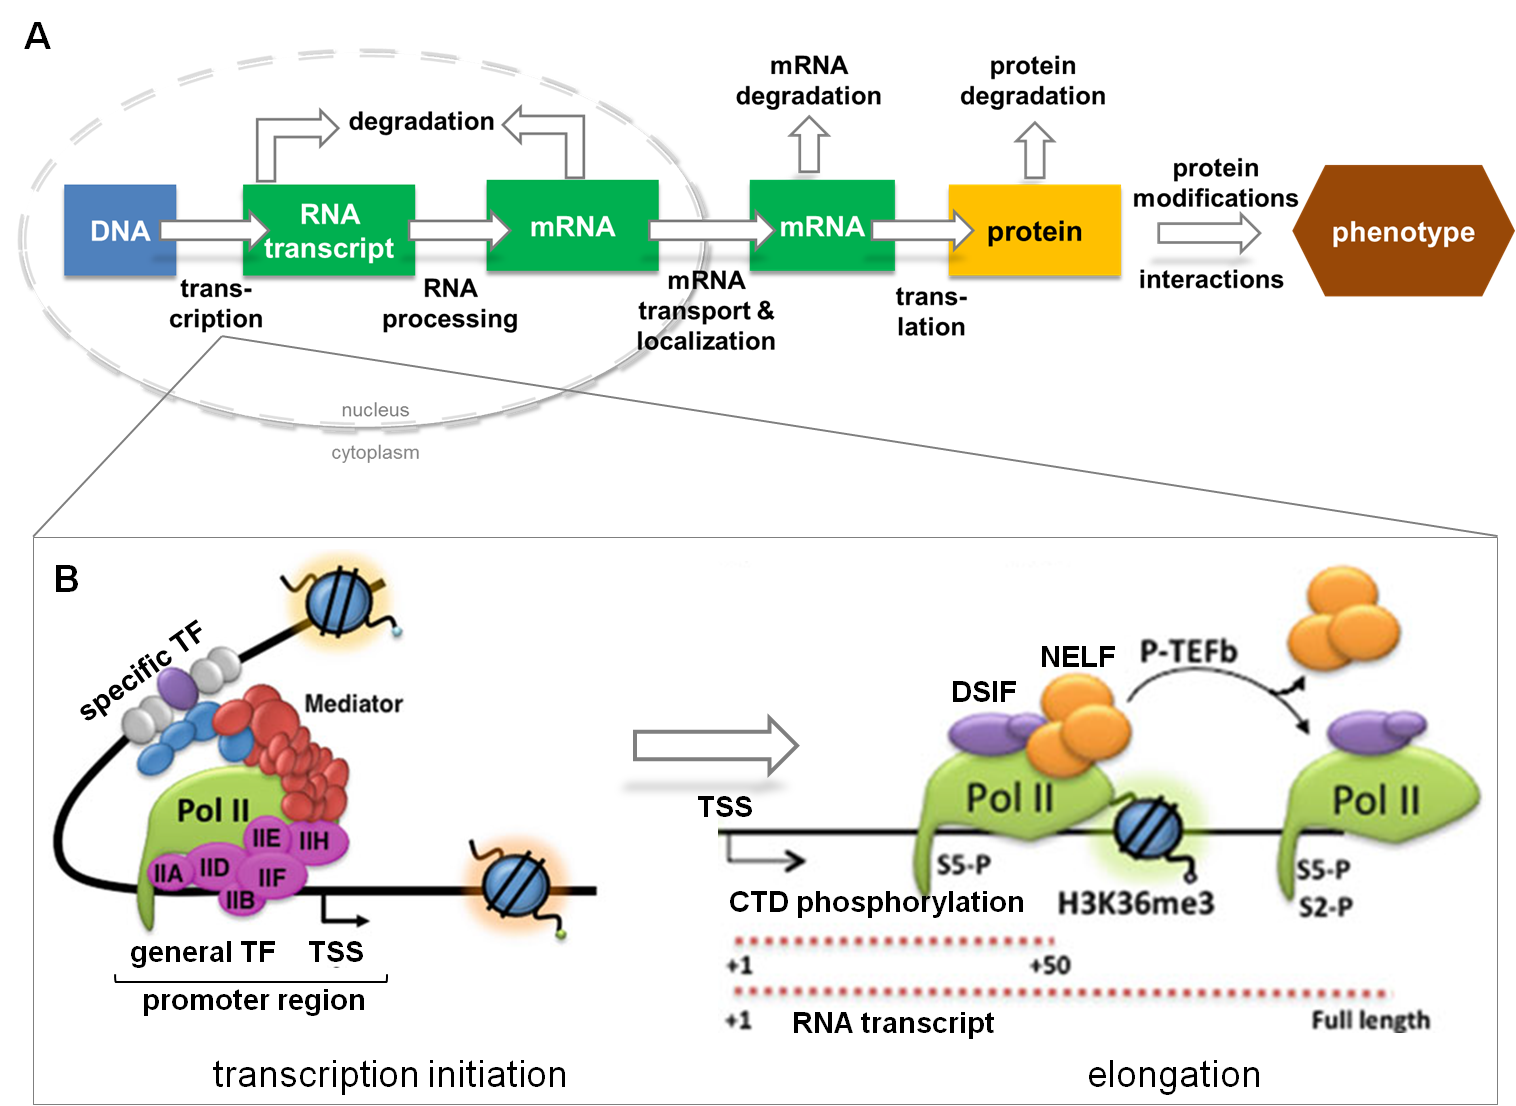 A
mRNA
degradation
protein
degradation
degradation
protein
modifications
DNA
RNA
transcript
mRNA
mRNA
protein
phenotype
interactions
trans-
cription
RNA
processing
mRNA
transport &
localization
trans-
lation
nucleus
cytoplasm
B
specific TF
Mediator
Pol II
IIE
IIH
IIA
IID
IIF
IIB
general TF
TSS
promoter region
transcription initiation
NELF
P-TEFb
DSIF
Pol II
Pol II
TSS
S5-P
S5-P
S2-P
CTD phosphorylation
H3K36me3
+1
+50
+1
RNA transcript
Full length
elongation